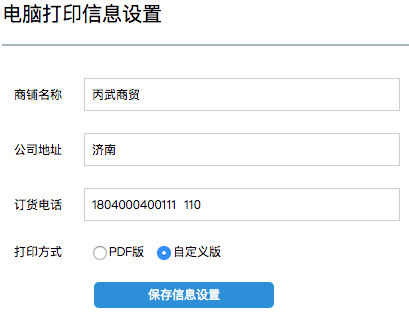 电脑打印信息设置
商铺名称 丙武商贸
公司地址 济南
订货电话 1804000400111 110
打印方式 PDF版 自定义版
保存信息设置